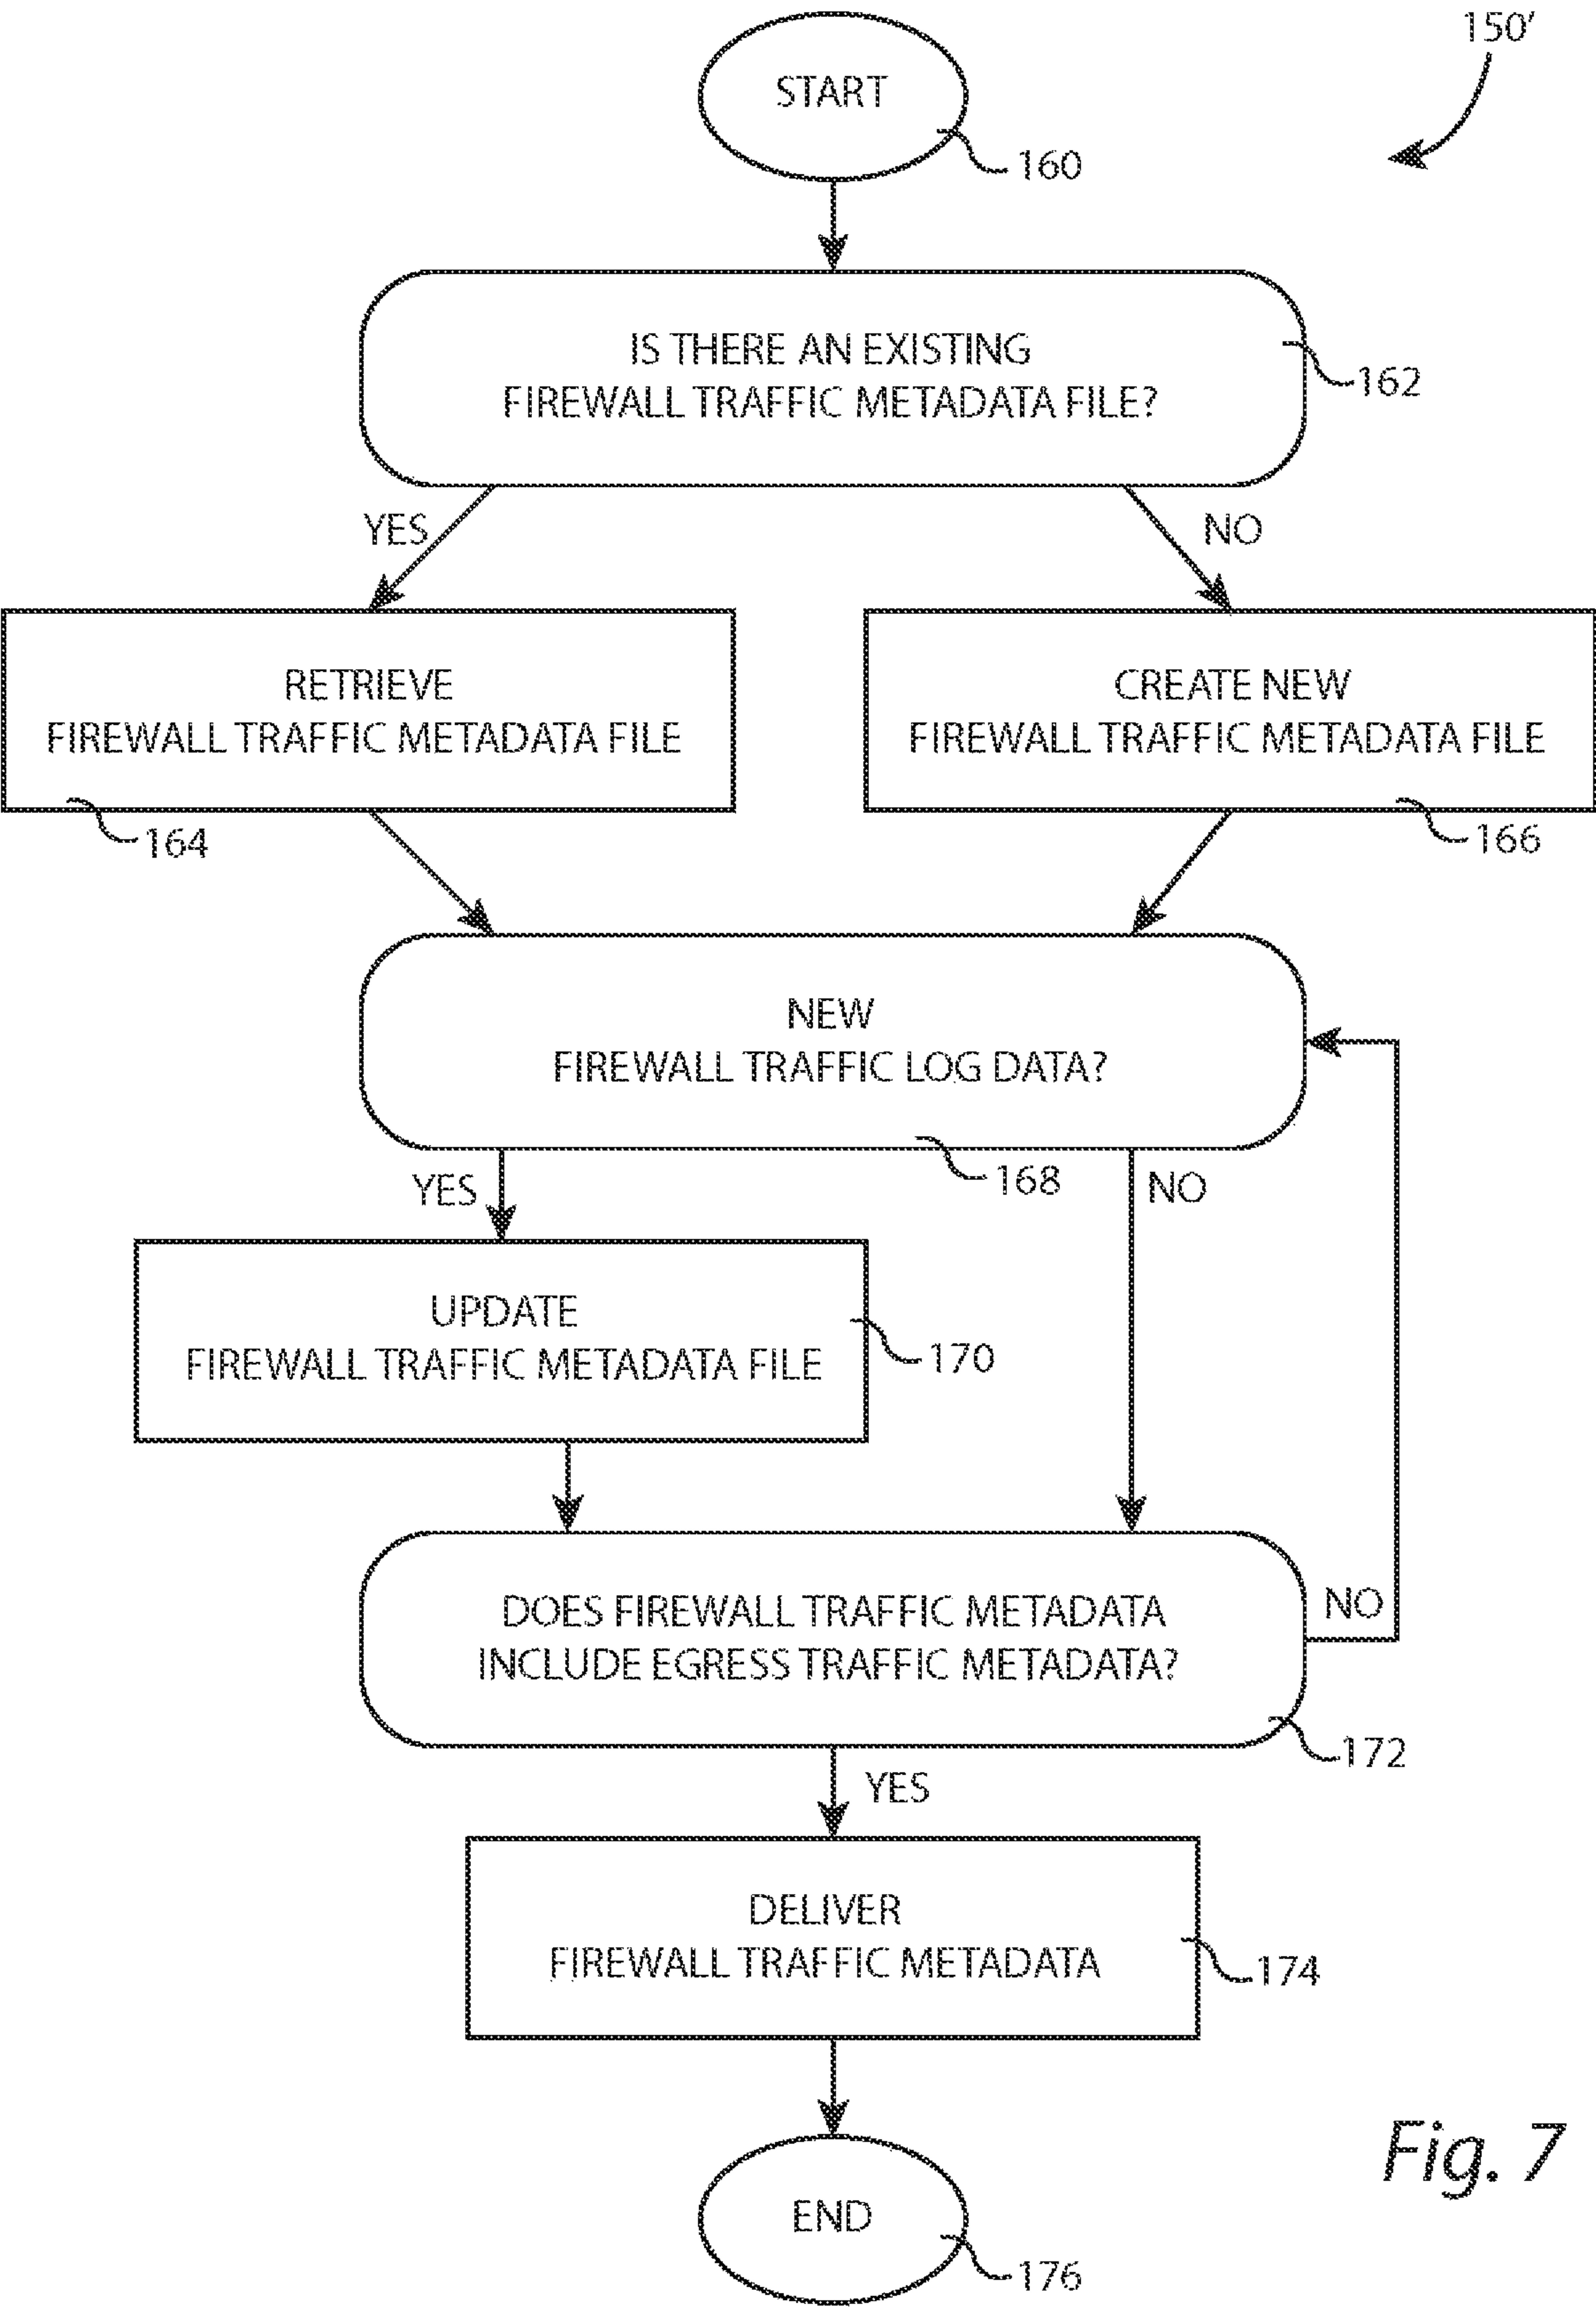 150'
START
160
IS THERE AN EXISTING
FIREWALL TRAFFIC METADATA FILE?
162
YES
NO
RETRIEVE
FIREWALL TRAFFIC METADATA FILE
164
CREATE NEW
FIREWALL TRAFFIC METADATA FILE
166
NEW
FIREWALL TRAFFIC LOG DATA?
168
YES
NO
UPDATE
FIREWALL TRAFFIC METADATA FILE
170
DOES FIREWALL TRAFFIC METADATA
INCLUDE EGRESS TRAFFIC METADATA?
NO
172
YES
DELIVER
FIREWALL TRAFFIC METADATA
174
END
176
Fig. 7